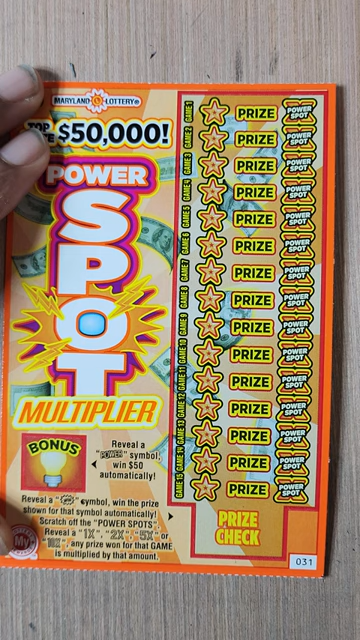 MARYLAND LOTTERY®
TOP
$50,000!
POWER
SPOT
MULTIPLIER
BONUS
Reveal a
"POWER" symbol,
win $50
automatically!
Reveal a "
" symbol, win the prize
shown for that symbol automatically!
Scratch off the "POWER SPOTS".
Reveal a "1X", "2X", "5X" or
"10X", any prize won for that GAME
is multiplied by that amount.
My
GAME 1 PRIZE POWER SPOT
GAME 2 PRIZE POWER SPOT
GAME 3 PRIZE POWER SPOT
GAME 4 PRIZE POWER SPOT
GAME 5 PRIZE POWER SPOT
GAME 6 PRIZE POWER SPOT
GAME 7 PRIZE POWER SPOT
GAME 8 PRIZE POWER SPOT
GAME 9 PRIZE POWER SPOT
GAME 10 PRIZE POWER SPOT
GAME 11 PRIZE POWER SPOT
GAME 12 PRIZE POWER SPOT
GAME 13 PRIZE POWER SPOT
GAME 14 PRIZE POWER SPOT
GAME 15 PRIZE POWER SPOT
PRIZE
CHECK
031